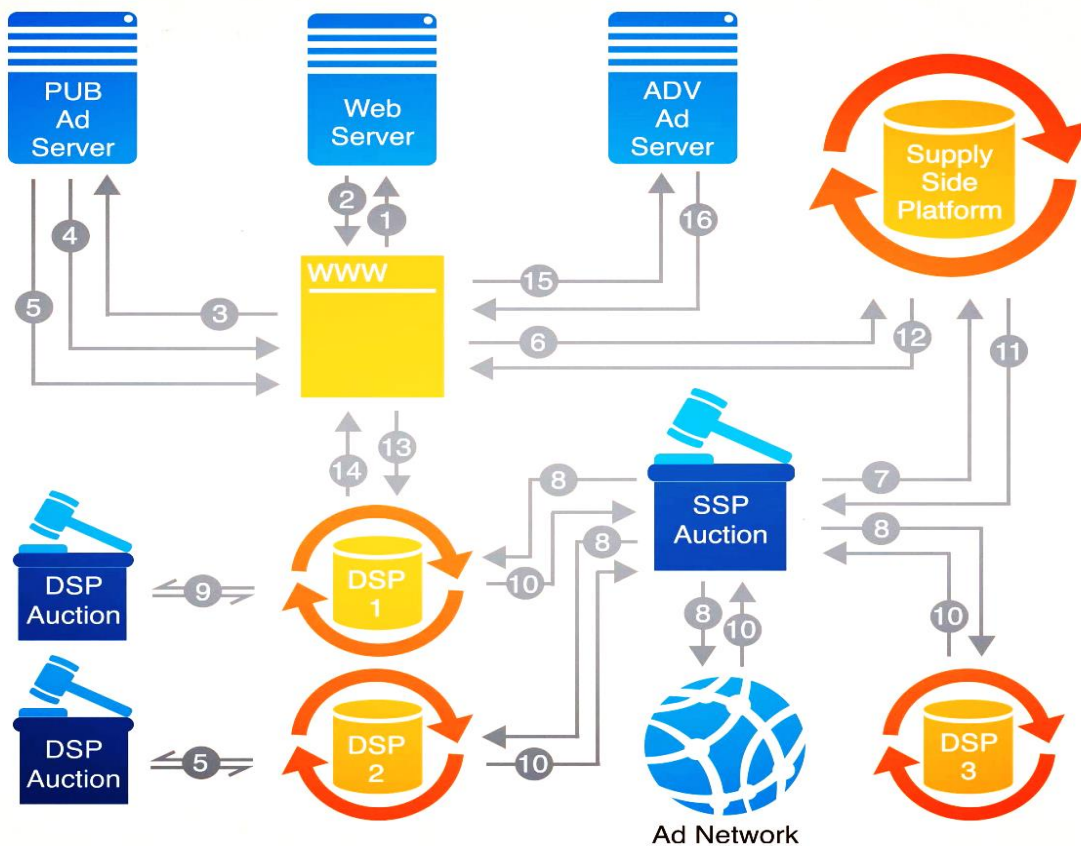 PUB
Ad
Server
Web
Server
ADV
Ad
Server
Supply
Side
Platform
2
1
4
16
5
3
15
6
12
11
WWW
13
14
8
7
SSP
Auction
8
8
10
DSP
Auction
9
DSP
1
10
8
10
10
DSP
Auction
5
DSP
2
10
DSP
3
Ad Network